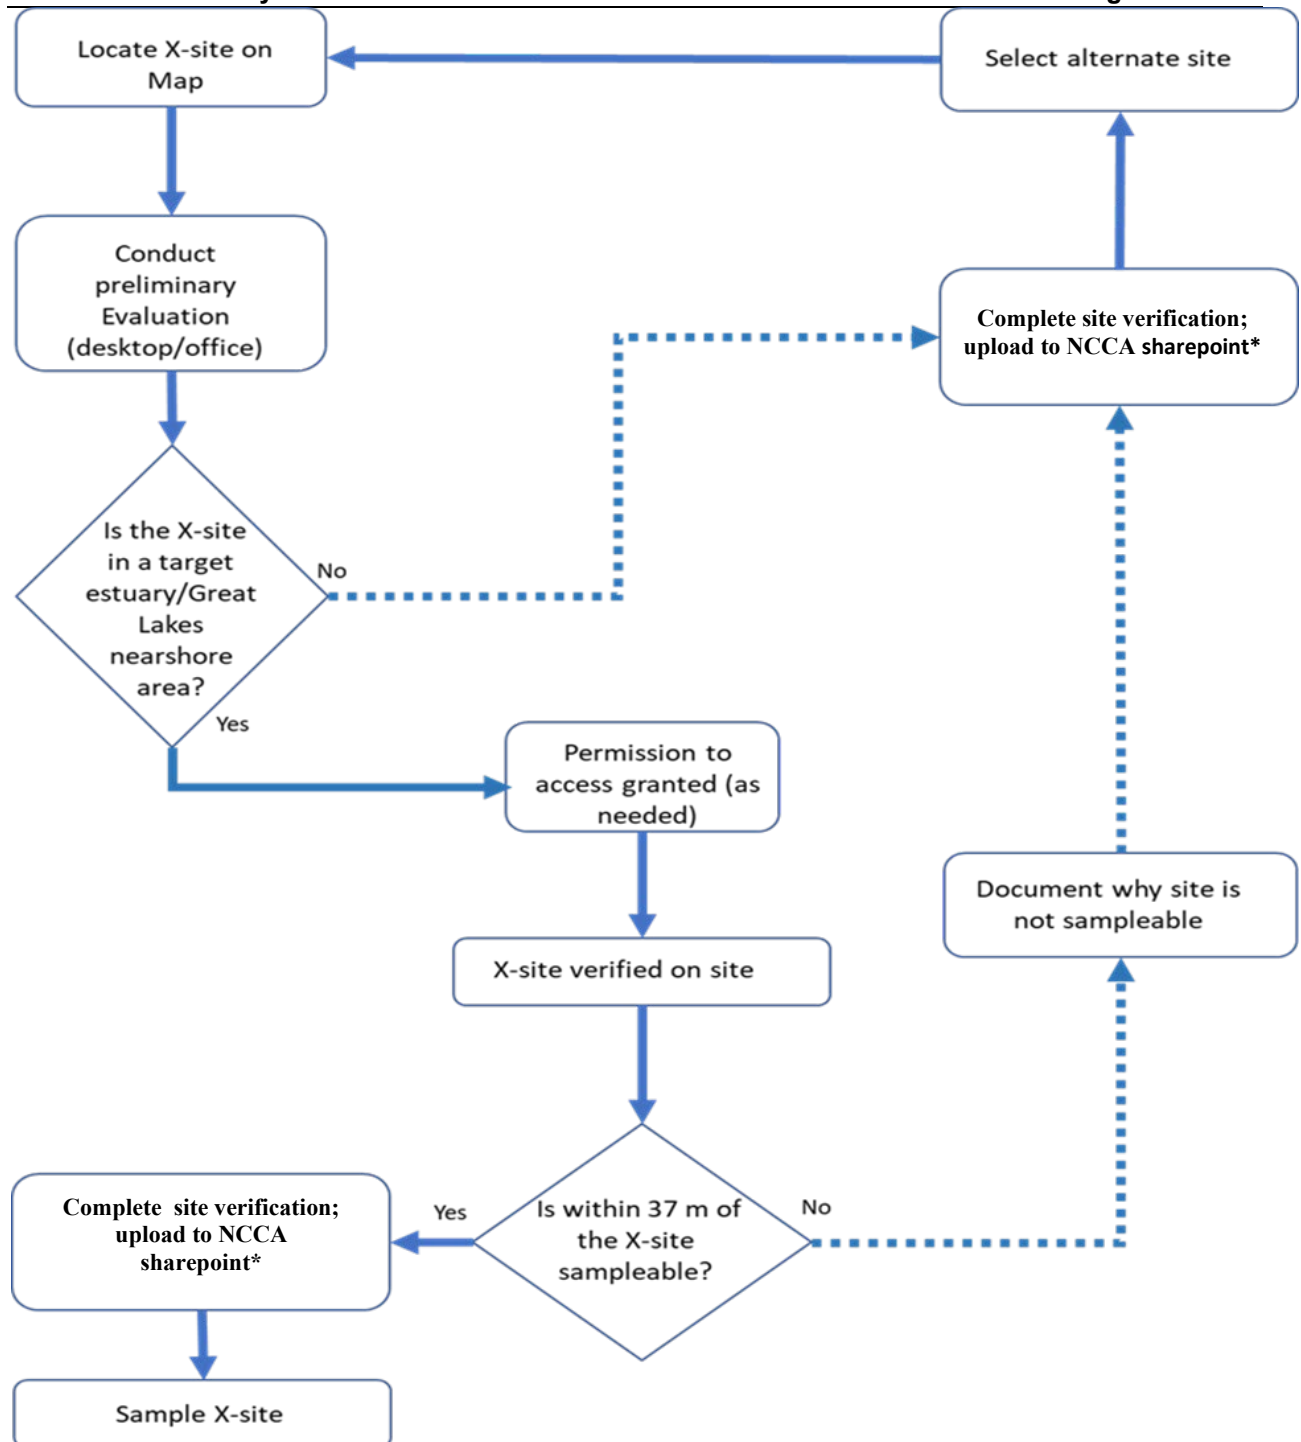 Locate X-site on
Map
Select alternate site
Conduct
preliminary
Evaluation
(desktop/office)
Complete site verification;
upload to NCCA sharepoint*
Is the X-site
in a target
estuary/Great
Lakes
nearshore
area?
No
Yes
Permission to
access granted (as
needed)
Document why site is
not sampleable
X-site verified on site
Is within 37 m of
the X-site
sampleable?
Yes
No
Complete site verification;
upload to NCCA
sharepoint*
Sample X-site